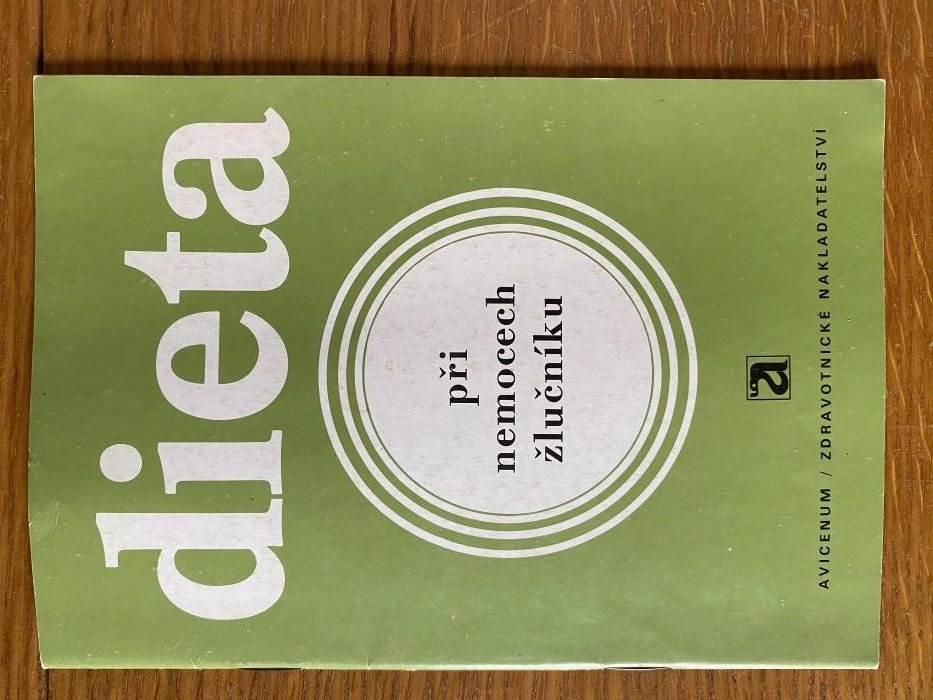 dieta
při
nemocech
žlučníku
a
AVICENUM / ZDRAVOTNICKÉ NAKLADATELSTVÍ